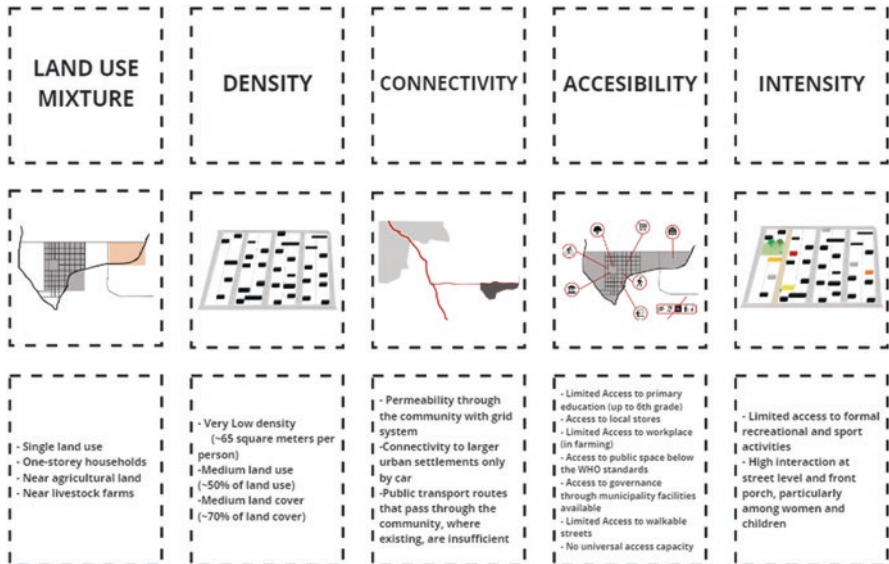 LAND USE
MIXTURE
DENSITY
CONNECTIVITY
ACCESIBILITY
INTENSITY
- Single land use
- One-storey households
- Near agricultural land
- Near livestock farms
- Very Low density
(~65 square meters per
person)
-Medium land use
(~50% of land use)
-Medium land cover
(~70% of land cover)
- Permeability through
the community with grid
system
-Connectivity to larger
urban settlements only
by car
-Public transport routes
that pass through the
community, where
existing, are insufficient
- Limited Access to primary
education (up to 6th grade)
- Access to local stores
- Limited Access to workplace
(in farming)
- Access to public space below
the WHO standards
- Access to governance
through municipality facilities
available
- Limited Access to walkable
streets
- No universal access capacity
- Limited access to formal
recreational and sport
activities
- High interaction at
street level and front
porch, particularly
among women and
children